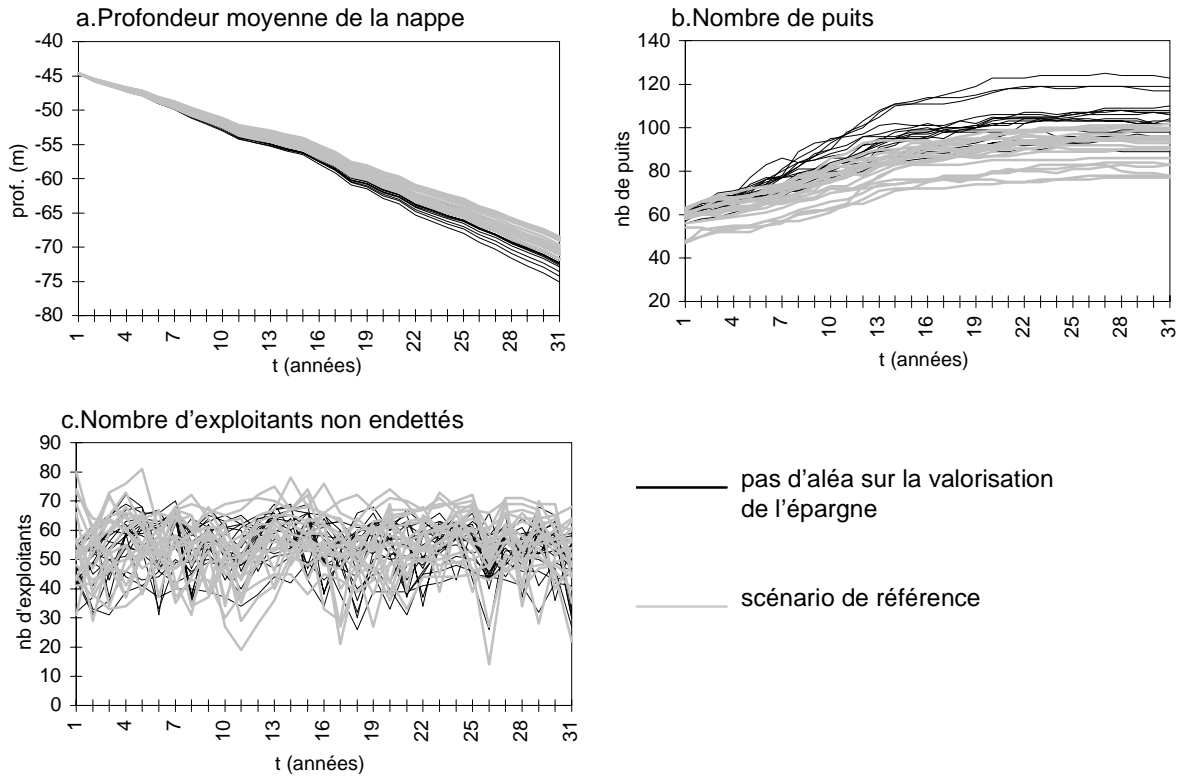 a.Profondeur moyenne de la nappe
-40
-45
-50
-55
-60
-65
-70
-75
-80
prof. (m)
1 4 7 10 13 16 19 22 25 28 31
t (années)
b.Nombre de puits
140
120
100
80
60
40
20
nb de puits
1 4 7 10 13 16 19 22 25 28 31
t (années)
c.Nombre d'exploitants non endettés
90
80
70
60
50
40
30
20
10
0
nb d'exploitants
1 4 7 10 13 16 19 22 25 28 31
t (années)
pas d'aléa sur la valorisation
de l'épargne
scénario de référence